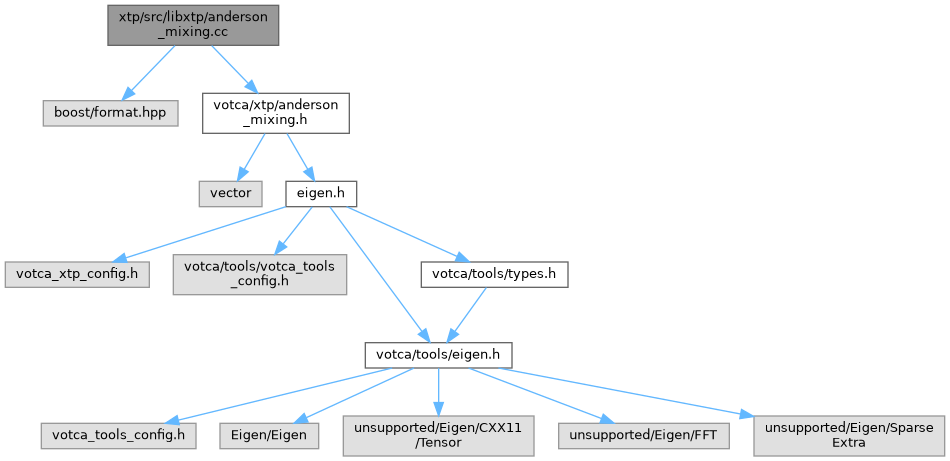 xtp/src/libxtp/anderson
_mixing.cc
boost/format.hpp
votca/xtp/anderson
_mixing.h
vector
eigen.h
votca_xtp_config.h
votca/tools/votca_tools
_config.h
votca/tools/types.h
votca/tools/eigen.h
votca_tools_config.h
Eigen/Eigen
unsupported/Eigen/CXX11
/Tensor
unsupported/Eigen/FFT
unsupported/Eigen/Sparse
Extra